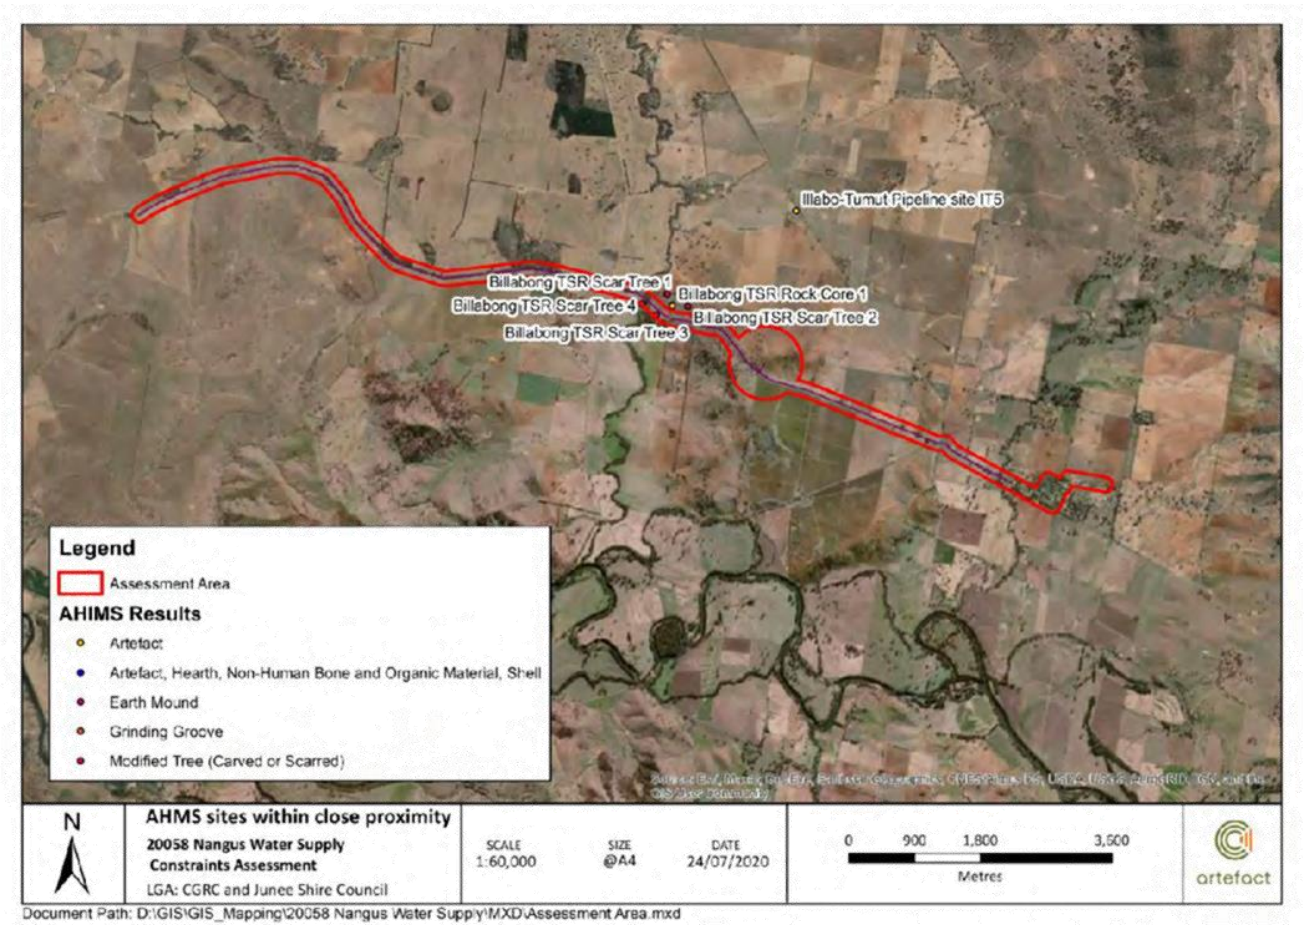 Illabo-Tumut Pipeline site IT5
Billabong TSR Scar Tree 1
Billabong TSR Rock Core 1
Billabong TSR Scar Tree 4
Billabong TSR Scar Tree 2
Billabong TSR Scar Tree 3
Legend
Assessment Area
AHIMS Results
Artefact
Artefact, Hearth, Non-Human Bone and Organic Material, Shell
Earth Mound
Grinding Groove
Modified Tree (Carved or Scarred)
GIS User Community
N
AHMS sites within close proximity
20058 Nangus Water Supply
Constraints Assessment
LGA: CGRC and Junee Shire Council
SCALE
1:60,000
SIZE
@A4
DATE
24/07/2020
0 900 1,800 3,600
Metres
artefact
Document Path: D:\GIS\GIS_Mapping\20058 Nangus Water Supply\MXD\Assessment Area.mxd